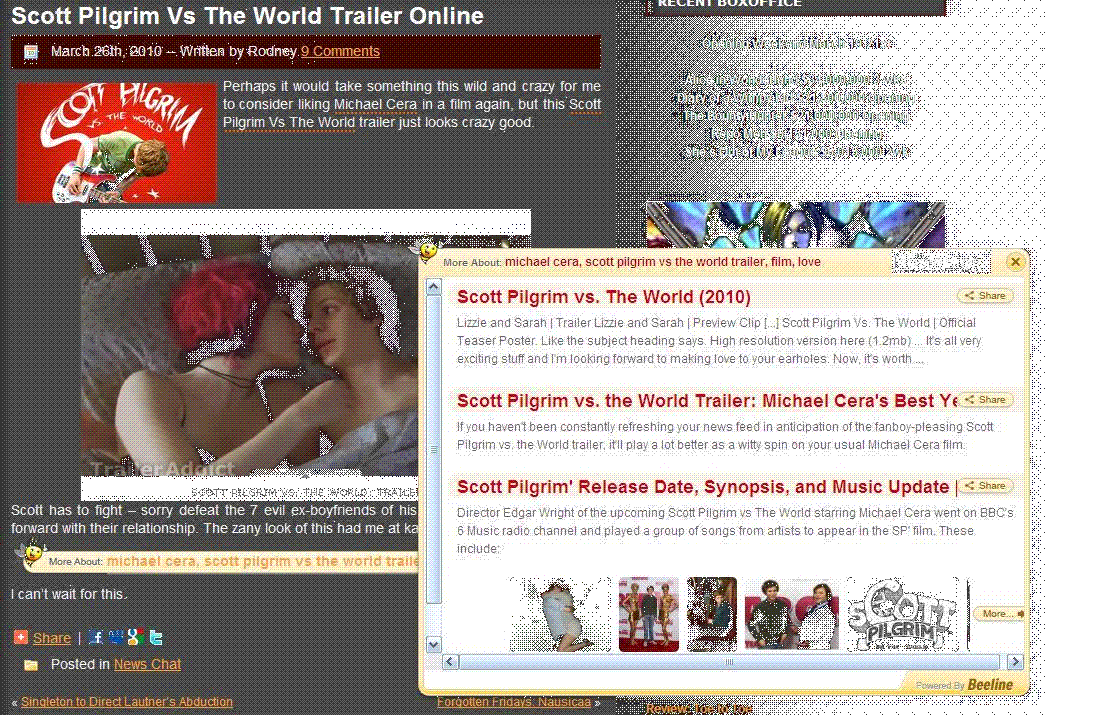 Scott Pilgrim Vs The World Trailer Online
March 26th, 2010 – Written by Rodney 9 Comments
SCOTT PILGRIM
VS THE WORLD
Perhaps it would take something this wild and crazy for me
to consider liking Michael Cera in a film again, but this Scott
Pilgrim Vs The World trailer just looks crazy good.
TrailerAddict
SCOTT PILGRIM VS. THE WORLD: TRAILE
Scott has to fight – sorry defeat the 7 evil ex-boyfriends of his
forward with their relationship. The zany look of this had me at ka
More About: michael cera, scott pilgrim vs the world traile
I can't wait for this.
Share |
Posted in News Chat
« Singleton to Direct Lautner's Abduction
Forgotten Fridays: Nausicaa »
RECENT BOXOFFICE
More About: michael cera, scott pilgrim vs the world trailer, film, love
Scott Pilgrim vs. The World (2010)
Share
Lizzie and Sarah | Trailer Lizzie and Sarah | Preview Clip [...] Scott Pilgrim Vs. The World | Official
Teaser Poster. Like the subject heading says. High resolution version here (1.2mb) ... It's all very
exciting stuff and I'm looking forward to making love to your earholes. Now, it's worth ...
Scott Pilgrim vs. the World Trailer: Michael Cera's Best Ye
Share
If you haven't been constantly refreshing your news feed in anticipation of the fanboy-pleasing Scott
Pilgrim vs. the World trailer, it'll play a lot better as a witty spin on your usual Michael Cera film.
Scott Pilgrim' Release Date, Synopsis, and Music Update |
Share
Director Edgar Wright of the upcoming Scott Pilgrim vs The World starring Michael Cera went on BBC's
6 Music radio channel and played a group of songs from artists to appear in the SP' film. These
include:
SCOTT
PILGRIM
More...
Powered By Beeline